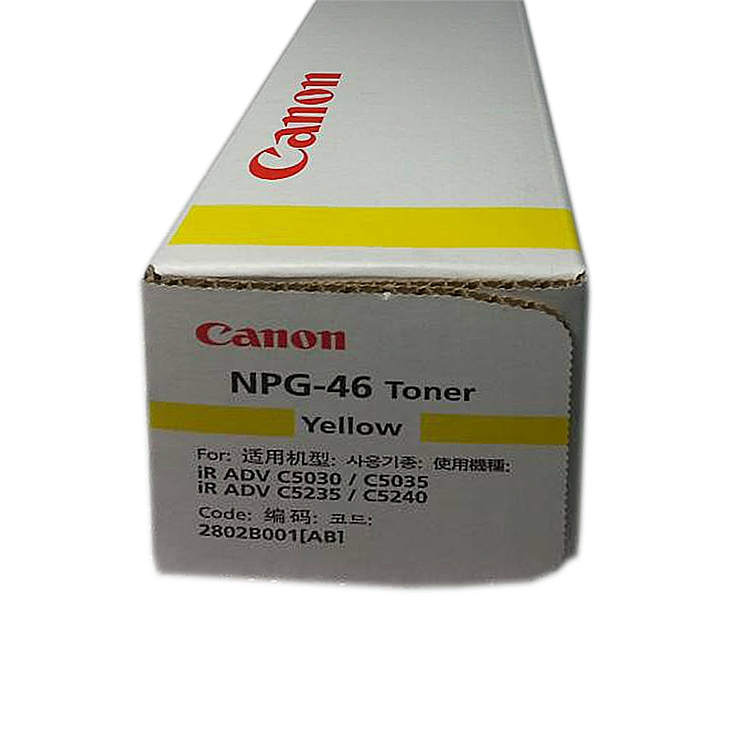 Canon
Canon
NPG-46 Toner
Yellow
For: 适用机型: 사용기종: 使用機種:
iR ADV C5030 / C5035
iR ADV C5235 / C5240
Code: 编码: 코드:
2802B001[AB]